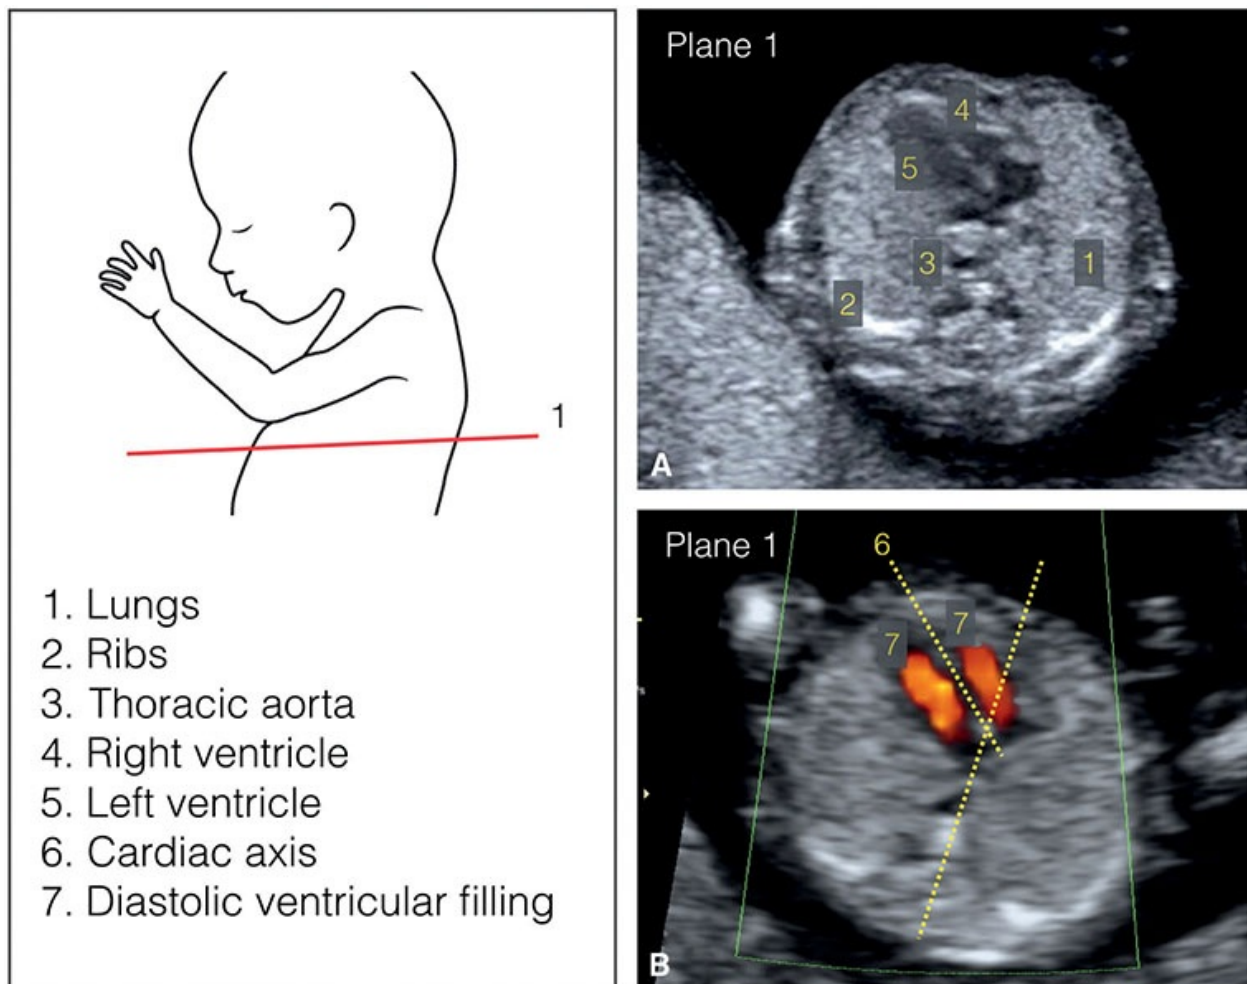 1
1. Lungs
2. Ribs
3. Thoracic aorta
4. Right ventricle
5. Left ventricle
6. Cardiac axis
7. Diastolic ventricular filling
Plane 1
4
5
3
1
2
A
Plane 1
6
7
7
B